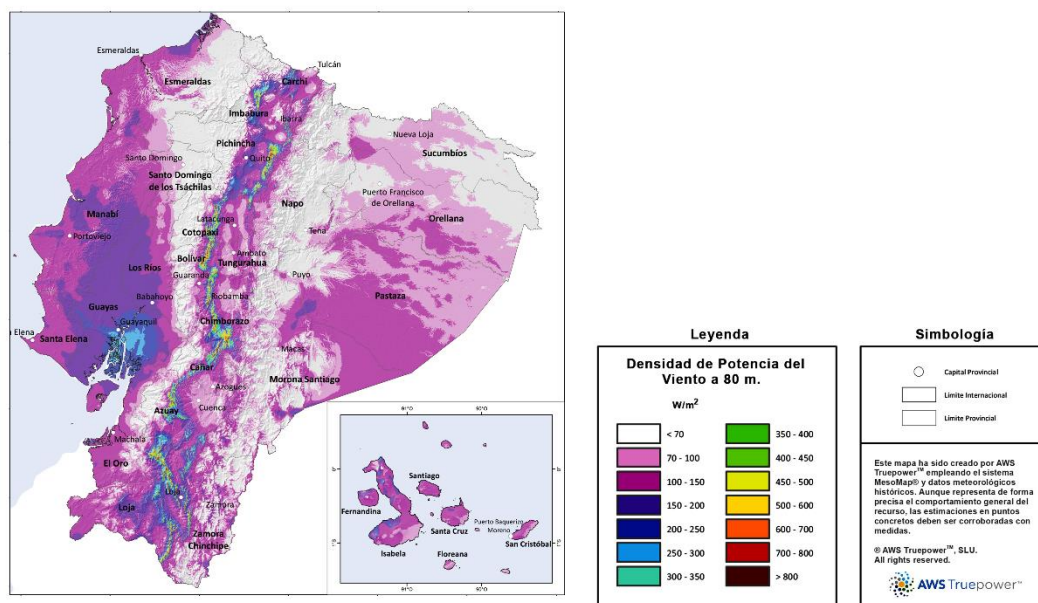 Esmeraldas
Tulcán
Esmeraldas
Carchi
Imbabura
Ibarra
Nueva Loja
Pichincha
Quito
Sucumbíos
Santo Domingo
Santo Domingo
de los Tsáchilas
Puerto Francisco
de Orellana
Napo
Manabí
Latacunga
Orellana
Cotopaxi
Tena
Portoviejo
Ambato
Bolívar
Tungurahua
Los Ríos
Guaranda
Puyo
Babahoyo
Riobamba
Pastaza
Guayas
Guayaquil
Chimborazo
Elena
Santa Elena
Macas
Cañar
Morona Santiago
Azogues
Cuenca
Azuay
Machala
El Oro
Loja
Loja
Zamora
Zamora
Chinchipe
Santiago
Fernandina
Santa Cruz
Puerto Baquerizo
Moreno
San Cristóbal
Isabela
Floreana
Leyenda
Densidad de Potencia del
Viento a 80 m.
W/m²
< 70
70 - 100
100 - 150
150 - 200
200 - 250
250 - 300
300 - 350
350 - 400
400 - 450
450 - 500
500 - 600
600 - 700
700 - 800
> 800
Simbología
Capital Provincial
Límite Internacional
Límite Provincial
Este mapa ha sido creado por AWS
Truepower™ empleando el sistema
MesoMap® y datos meteorológicos
históricos. Aunque representa de forma
precisa el comportamiento general del
recurso, las estimaciones en puntos
concretos deben ser corroboradas con
medidas.
® AWS Truepower™, SLU.
All rights reserved.
AWS Truepower™